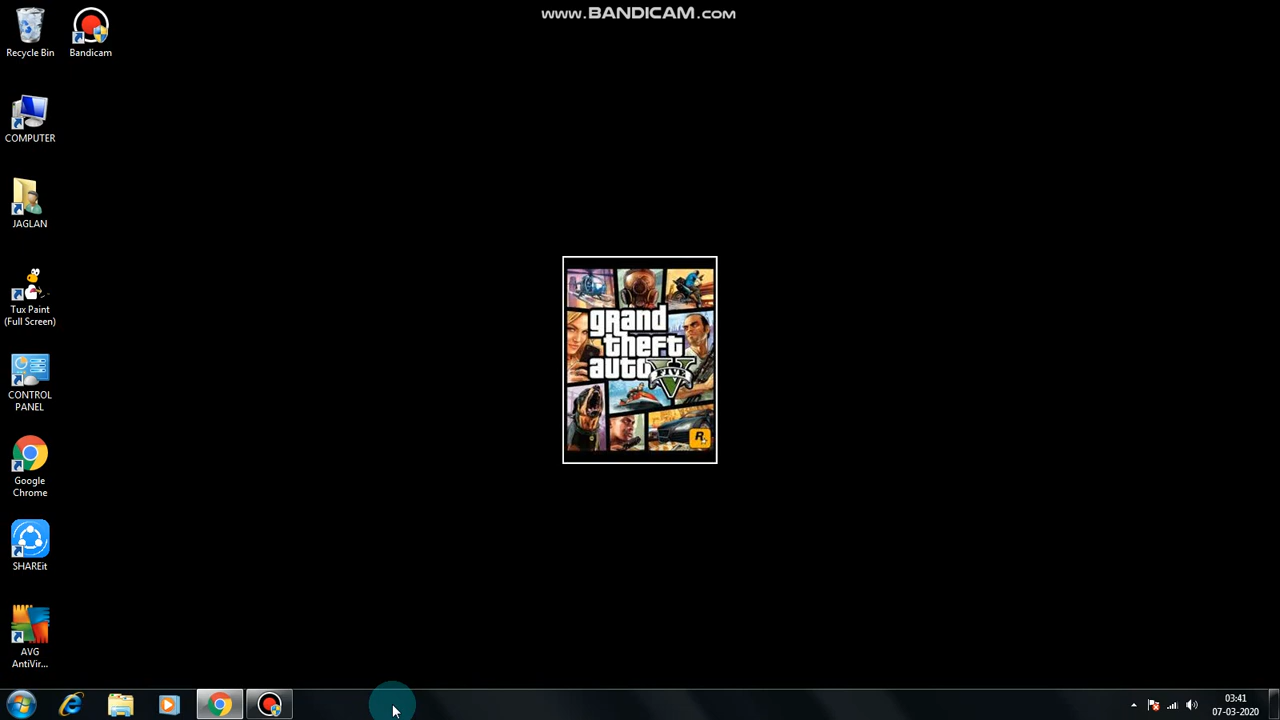 www.BANDICAM.com
Recycle Bin
Bandicam
COMPUTER
JAGLAN
Tux Paint
(Full Screen)
CONTROL
PANEL
Google
Chrome
SHAREit
AVG
AntiVir...
grand
theft
auto
FIVE
V
R
03:41
07-03-2020